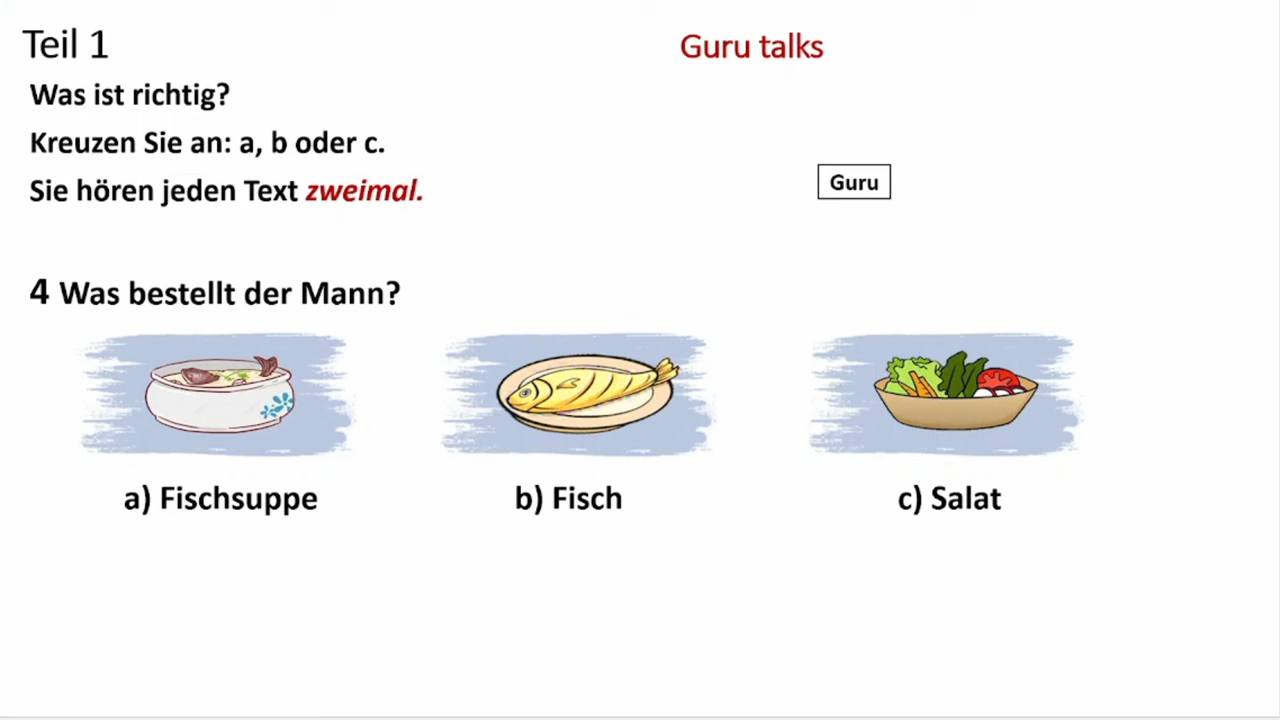 Teil 1
Guru talks
Was ist richtig?
Kreuzen Sie an: a, b oder c.
Sie hören jeden Text zweimal.
Guru
4 Was bestellt der Mann?
a) Fischsuppe
b) Fisch
c) Salat